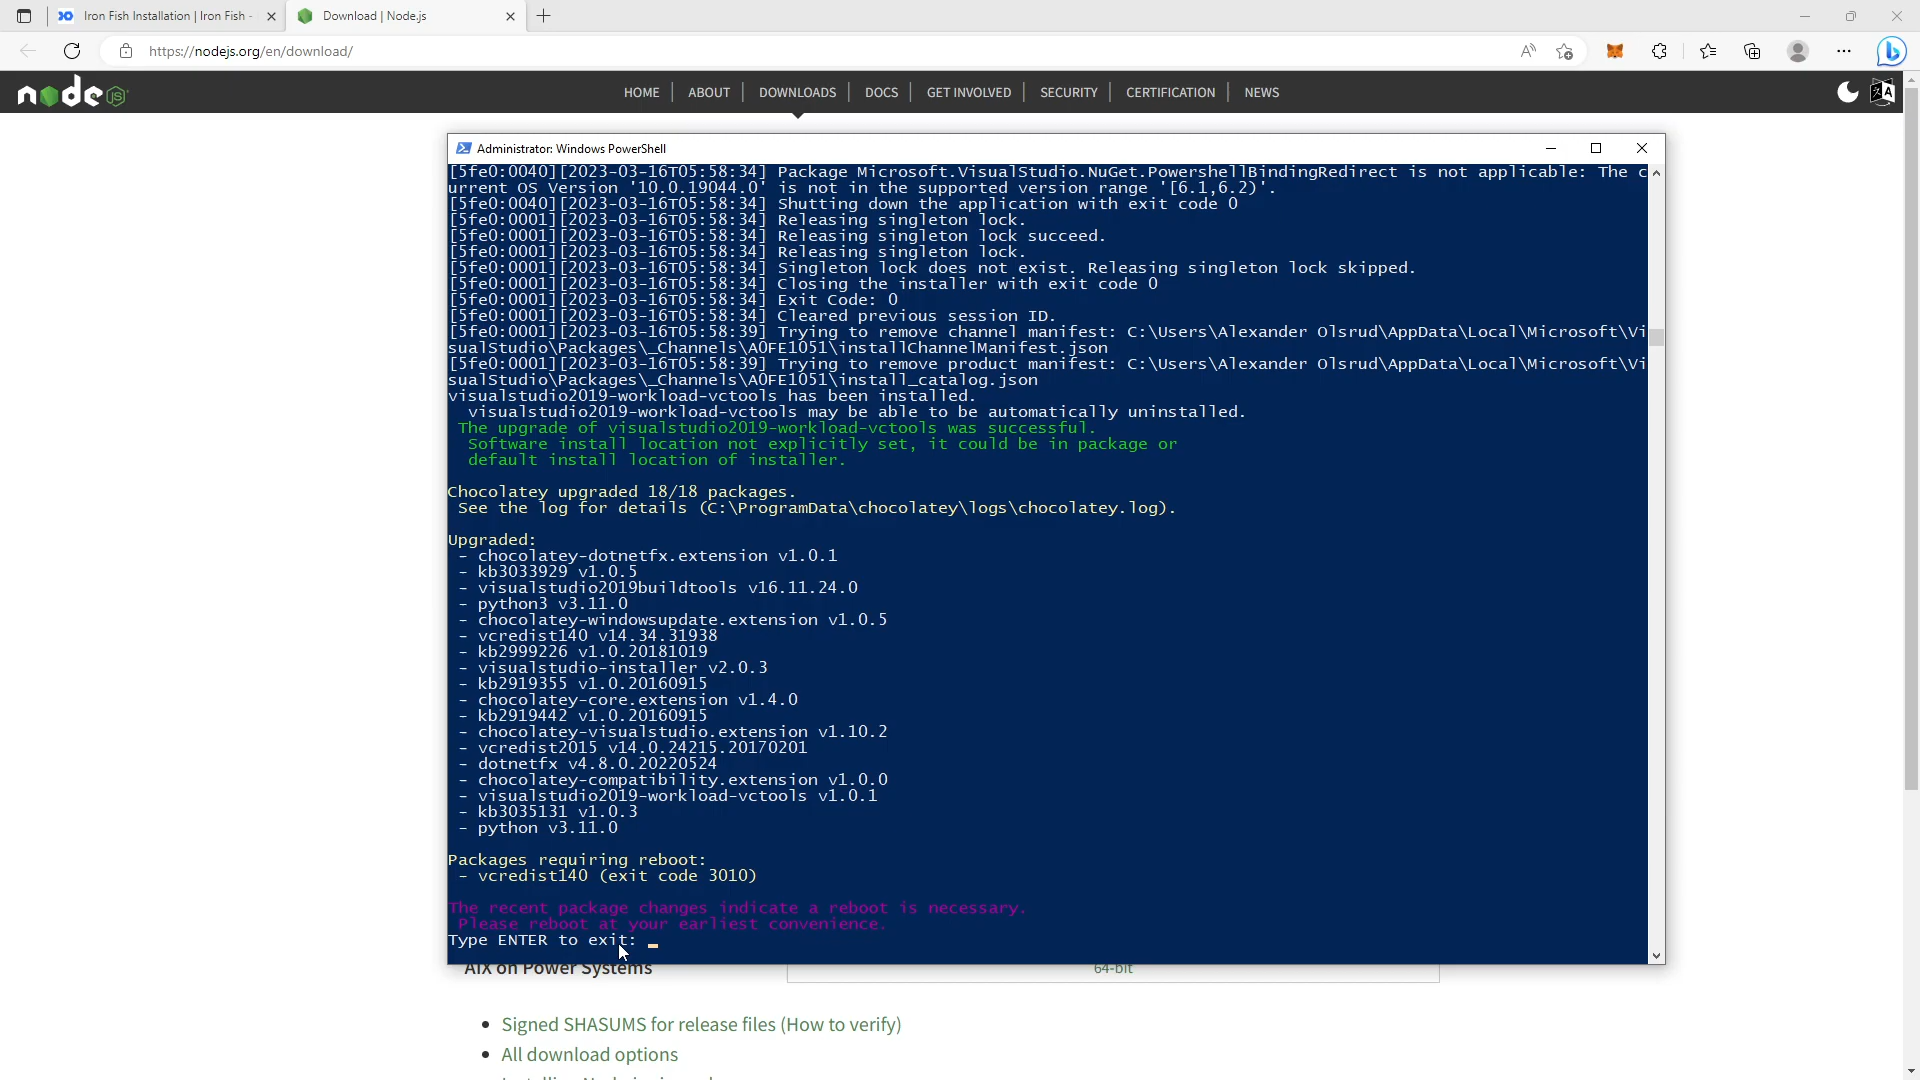 Iron Fish Installation | Iron Fish -
Download | Node.js
https://nodejs.org/en/download/
node JS
HOME
ABOUT
DOWNLOADS
DOCS
GET INVOLVED
SECURITY
CERTIFICATION
NEWS
Administrator: Windows PowerShell
[5fe0:0040][2023-03-16T05:58:34] Package Microsoft.VisualStudio.NuGet.PowershellBindingRedirect is not applicable: The c
urrent OS Version '10.0.19044.0' is not in the supported version range '[6.1,6.2)'.
[5fe0:0040][2023-03-16T05:58:34] Shutting down the application with exit code 0
[5fe0:0001][2023-03-16T05:58:34] Releasing singleton lock.
[5fe0:0001][2023-03-16T05:58:34] Releasing singleton lock succeed.
[5fe0:0001][2023-03-16T05:58:34] Releasing singleton lock.
[5fe0:0001][2023-03-16T05:58:34] Singleton lock does not exist. Releasing singleton lock skipped.
[5fe0:0001][2023-03-16T05:58:34] Closing the installer with exit code 0
[5fe0:0001][2023-03-16T05:58:34] Exit Code: 0
[5fe0:0001][2023-03-16T05:58:34] Cleared previous session ID.
[5fe0:0001][2023-03-16T05:58:39] Trying to remove channel manifest: C:\Users\Alexander Olsrud\AppData\Local\Microsoft\Vi
sualStudio\Packages\_Channels\A0FE1051\installChannelManifest.json
[5fe0:0001][2023-03-16T05:58:39] Trying to remove product manifest: C:\Users\Alexander Olsrud\AppData\Local\Microsoft\Vi
sualStudio\Packages\_Channels\A0FE1051\install_catalog.json
visualstudio2019-workload-vctools has been installed.
visualstudio2019-workload-vctools may be able to be automatically uninstalled.
The upgrade of visualstudio2019-workload-vctools was successful.
Software install location not explicitly set, it could be in package or
default install location of installer.
Chocolatey upgraded 18/18 packages.
See the log for details (C:\ProgramData\chocolatey\logs\chocolatey.log).
Upgraded:
- chocolatey-dotnetfx.extension v1.0.1
- kb3033929 v1.0.5
- visualstudio2019buildtools v16.11.24.0
- python3 v3.11.0
- chocolatey-windowsupdate.extension v1.0.5
- vcredist140 v14.34.31938
- kb2999226 v1.0.20181019
- visualstudio-installer v2.0.3
- kb2919355 v1.0.20160915
- chocolatey-core.extension v1.4.0
- kb2919442 v1.0.20160915
- chocolatey-visualstudio.extension v1.10.2
- vcredist2015 v14.0.24215.20170201
- dotnetfx v4.8.0.20220524
- chocolatey-compatibility.extension v1.0.0
- visualstudio2019-workload-vctools v1.0.1
- kb3035131 v1.0.3
- python v3.11.0
Packages requiring reboot:
- vcredist140 (exit code 3010)
The recent package changes indicate a reboot is necessary.
Please reboot at your earliest convenience.
Type ENTER to exit:
AIX on Power Systems
64-bit
Signed SHASUMS for release files (How to verify)
All download options